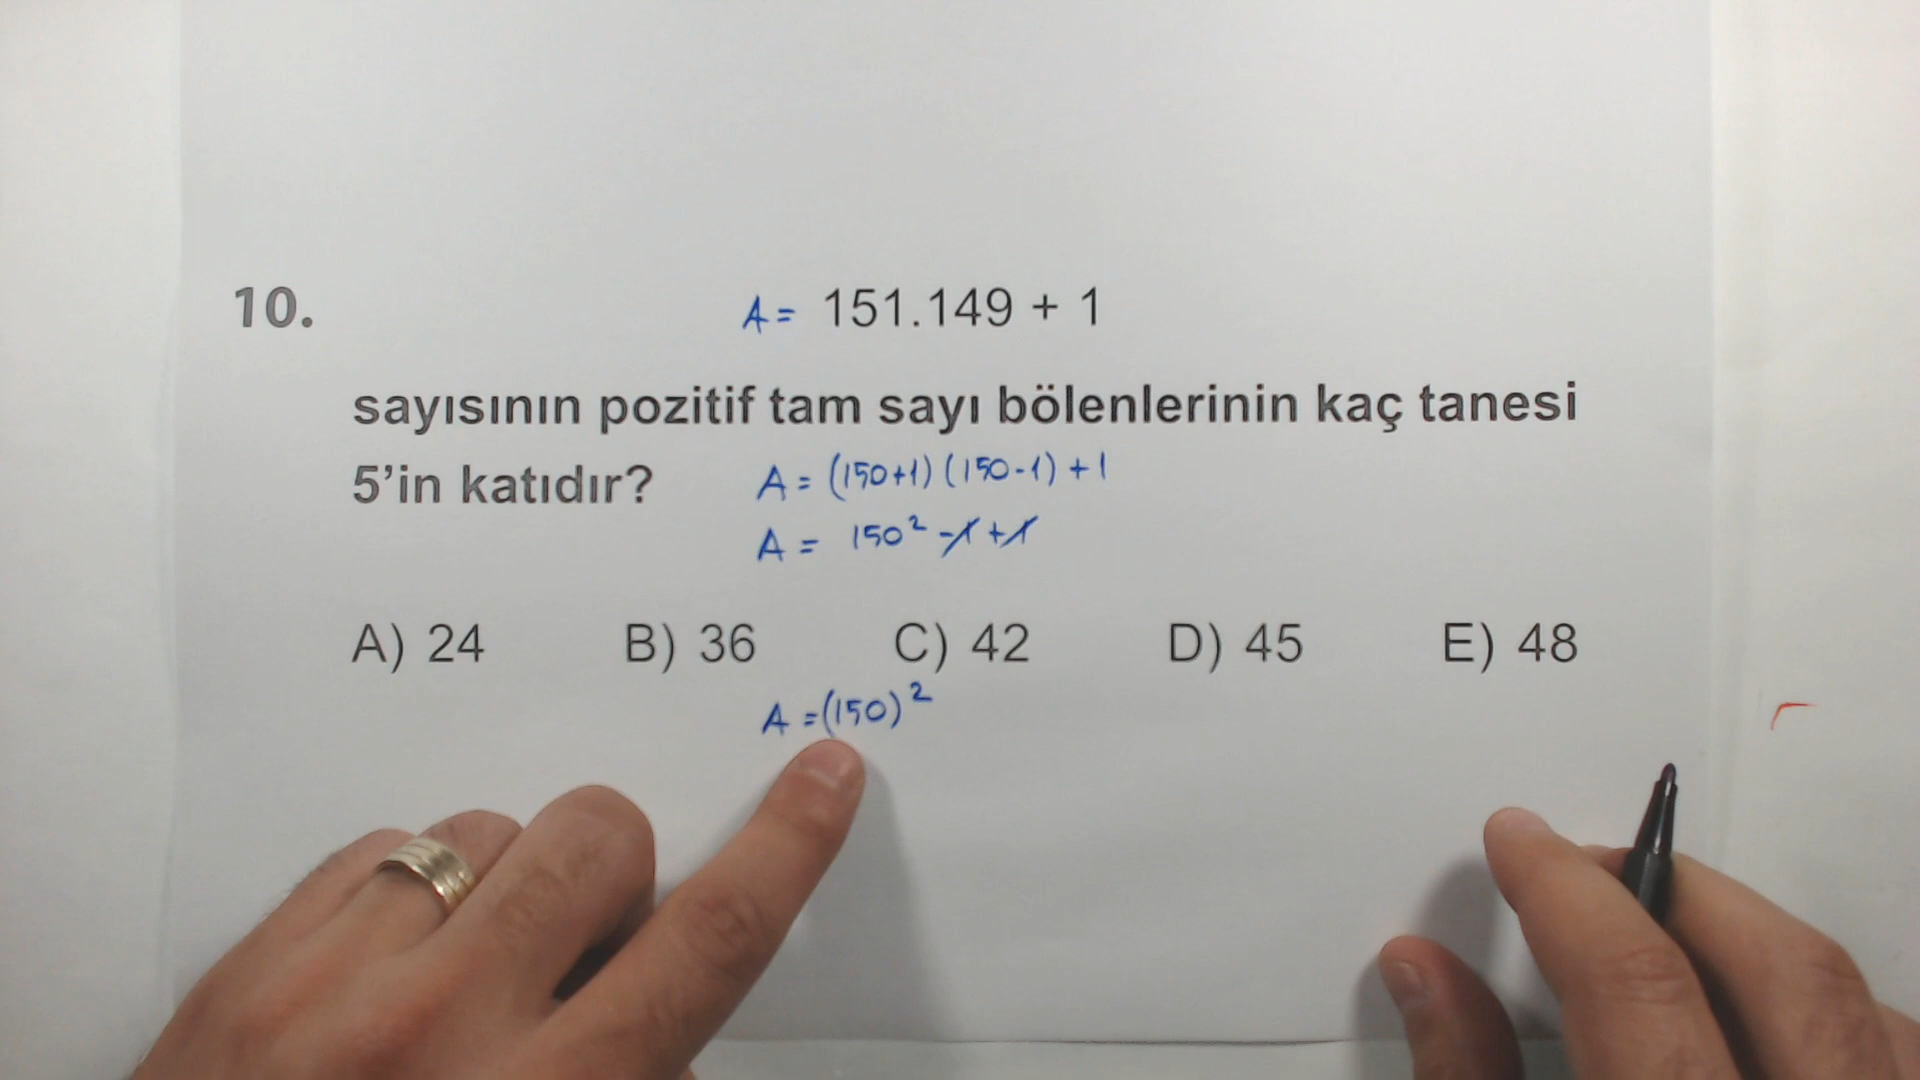 10. A = 151.149 + 1
sayısının pozitif tam sayı bölenlerinin kaç tanesi
5'in katıdır?
A = (150+1) (150-1) + 1
A = 150² -1 +1
A) 24 B) 36 C) 42 D) 45 E) 48
A = (150)²